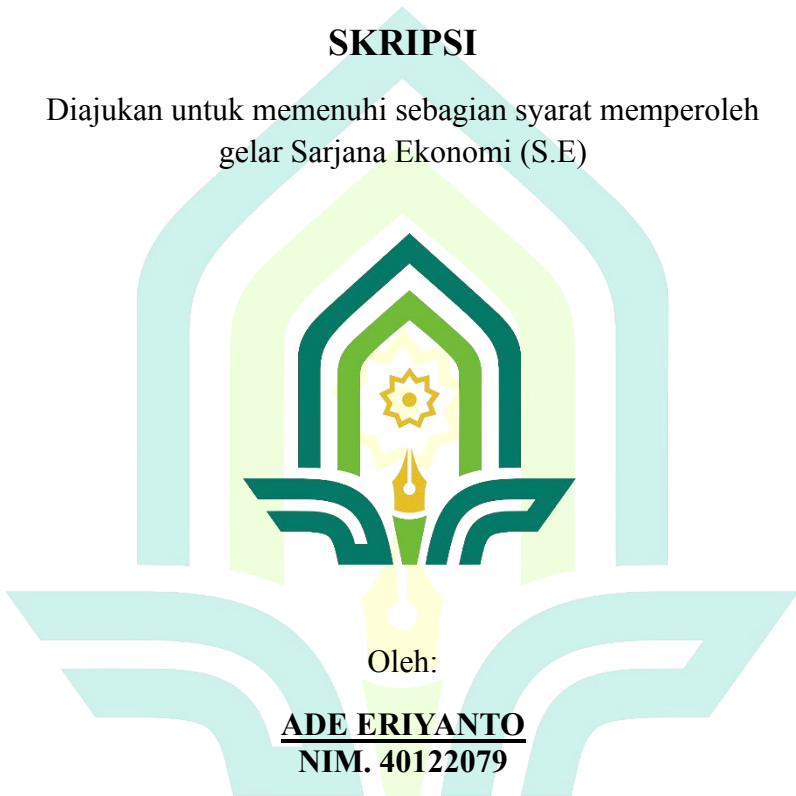 SKRIPSI
Diajukan untuk memenuhi sebagian syarat memperoleh
gelar Sarjana Ekonomi (S.E)
Oleh:
ADE ERIYANTO
NIM. 40122079